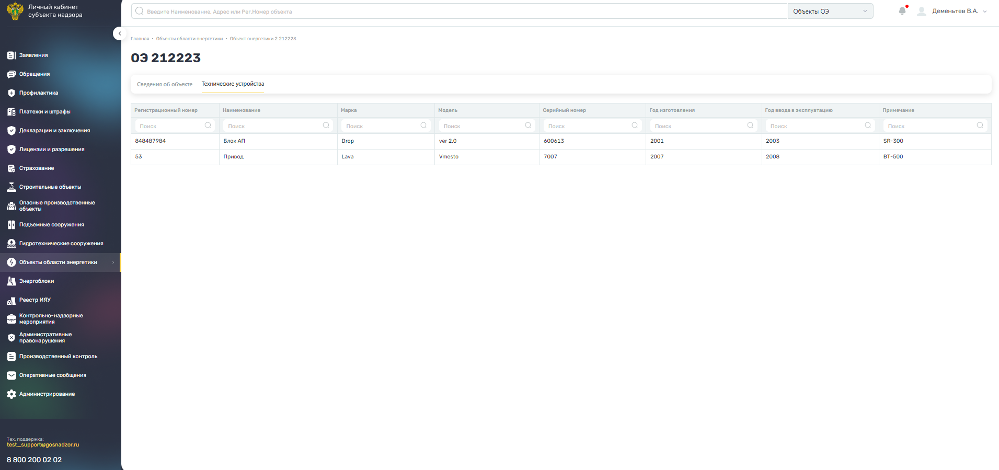 Личный кабинет
субъекта надзора
Введите Наименование, Адрес или Рег.Номер объекта
Объекты ОЭ
Деменьтев В.А.
Главная • Объекты области энергетики • Объект энергетики 2 212223
ОЭ 212223
Сведения об объекте Технические устройства
Регистрационный номер Наименование Марка Модель Серийный номер Год изготовления Год ввода в эксплуатацию Примечание
Поиск Поиск Поиск Поиск Поиск Поиск Поиск Поиск
848487984 Блок АП Drop ver 2.0 600613 2001 2003 SR-300
53 Привод Lava Vmesto 7007 2007 2008 BT-500
Заявления
Обращения
Профилактика
Платежи и штрафы
Декларации и заключения
Лицензии и разрешения
Страхование
Строительные объекты
Опасные производственные
объекты
Подъемные сооружения
Гидротехнические сооружения
Объекты области энергетики
Энергоблоки
Реестр ИЯУ
Контрольно-надзорные
мероприятия
Административные
правонарушения
Производственный контроль
Оперативные сообщения
Администрирование
Тех. поддержка:
test_support@gosnadzor.ru
8 800 200 02 02